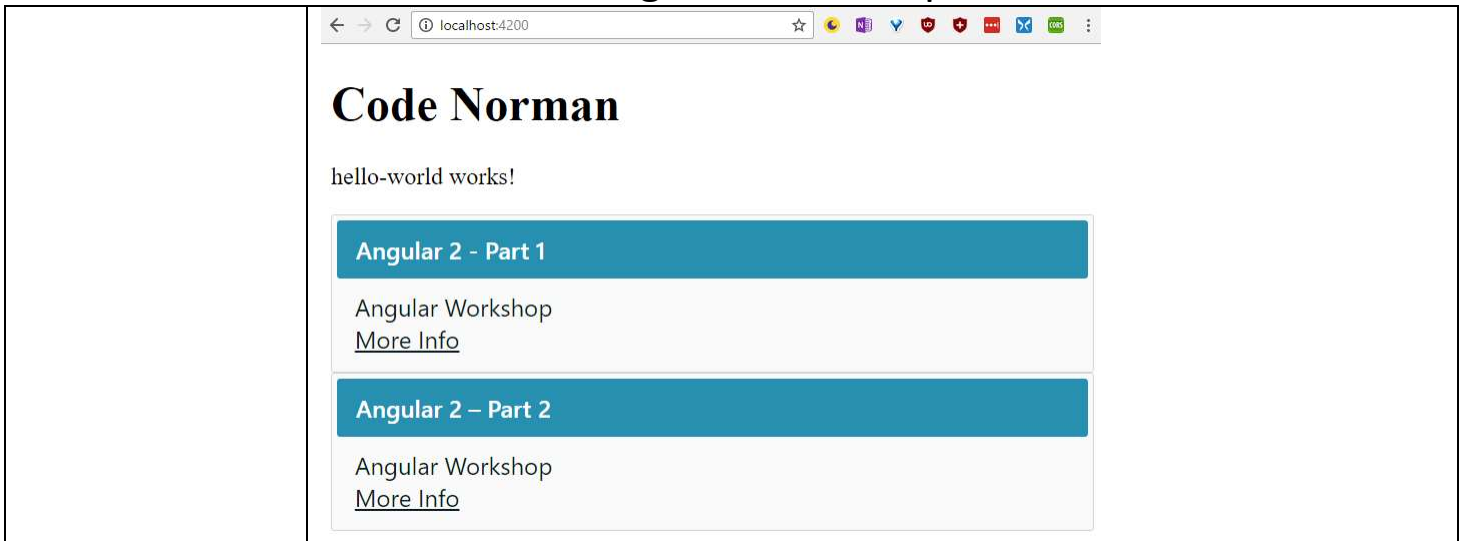 localhost:4200
Code Norman
hello-world works!
Angular 2 - Part 1
Angular Workshop
More Info
Angular 2 – Part 2
Angular Workshop
More Info